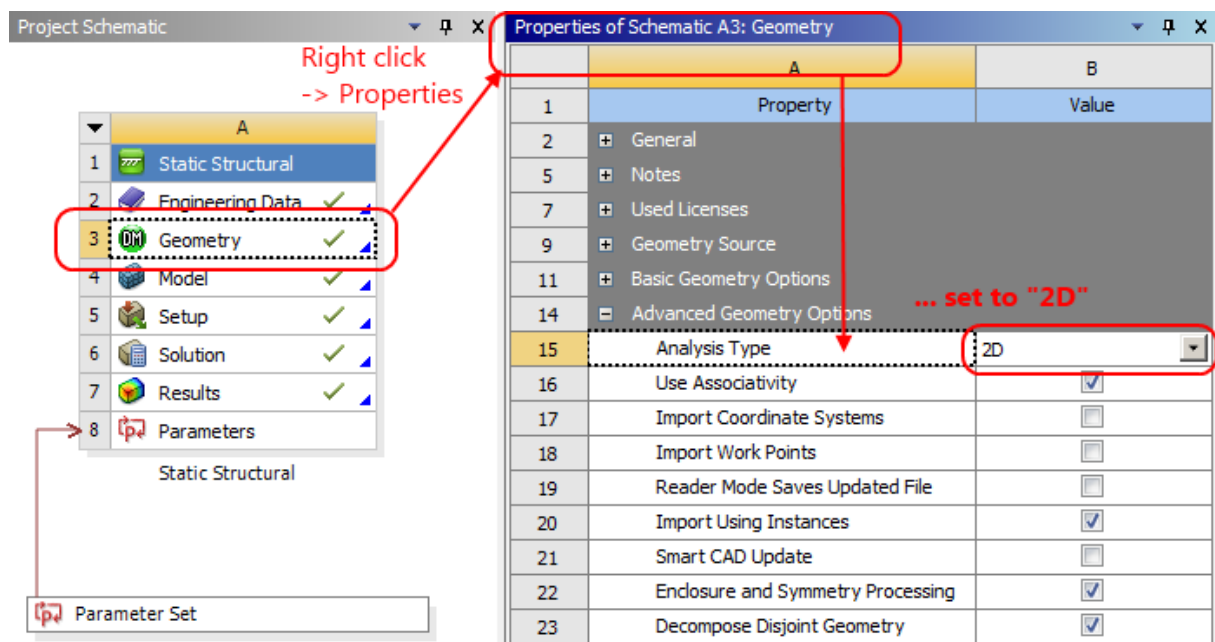 Project Schematic
Right click
-> Properties
A
1 Static Structural
2 Engineering Data
3 DM Geometry
4 Model
5 Setup
6 Solution
7 Results
8 Parameters
Static Structural
Parameter Set
Properties of Schematic A3: Geometry
A B
1 Property Value
2 General
5 Notes
7 Used Licenses
9 Geometry Source
11 Basic Geometry Options
... set to "2D"
14 Advanced Geometry Options
15 Analysis Type 2D
16 Use Associativity
17 Import Coordinate Systems
18 Import Work Points
19 Reader Mode Saves Updated File
20 Import Using Instances
21 Smart CAD Update
22 Enclosure and Symmetry Processing
23 Decompose Disjoint Geometry